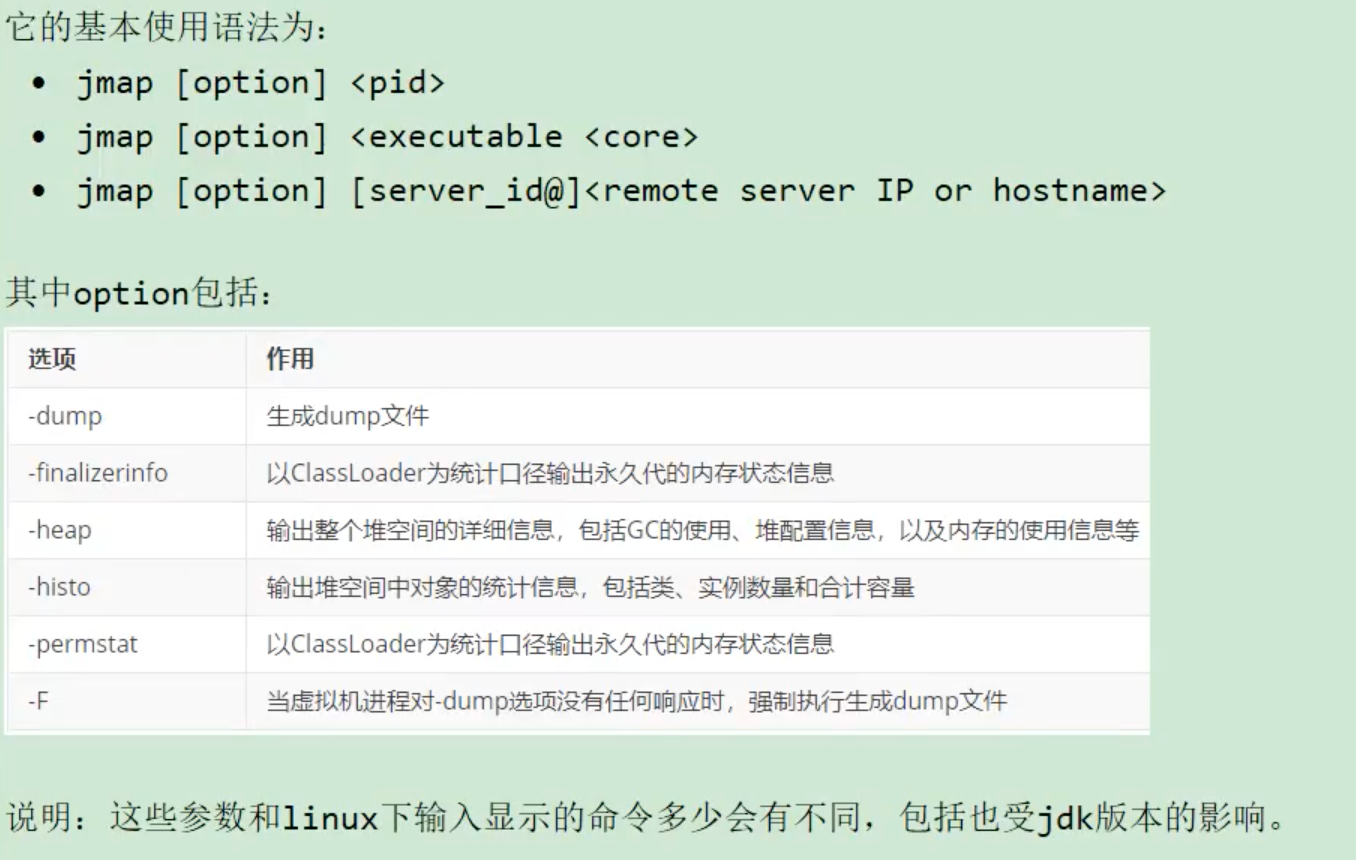 它的基本使用语法为：
• jmap [option] <pid>
• jmap [option] <executable <core>
• jmap [option] [server_id@]<remote server IP or hostname>
其中option包括：
选项 作用
-dump 生成dump文件
-finalizerinfo 以ClassLoader为统计口径输出永久代的内存状态信息
-heap 输出整个堆空间的详细信息，包括GC的使用、堆配置信息，以及内存的使用信息等
-histo 输出堆空间中对象的统计信息，包括类、实例数量和合计容量
-permstat 以ClassLoader为统计口径输出永久代的内存状态信息
-F 当虚拟机进程对-dump选项没有任何响应时，强制执行生成dump文件
说明：这些参数和linux下输入显示的命令多少会有不同，包括也受jdk版本的影响。